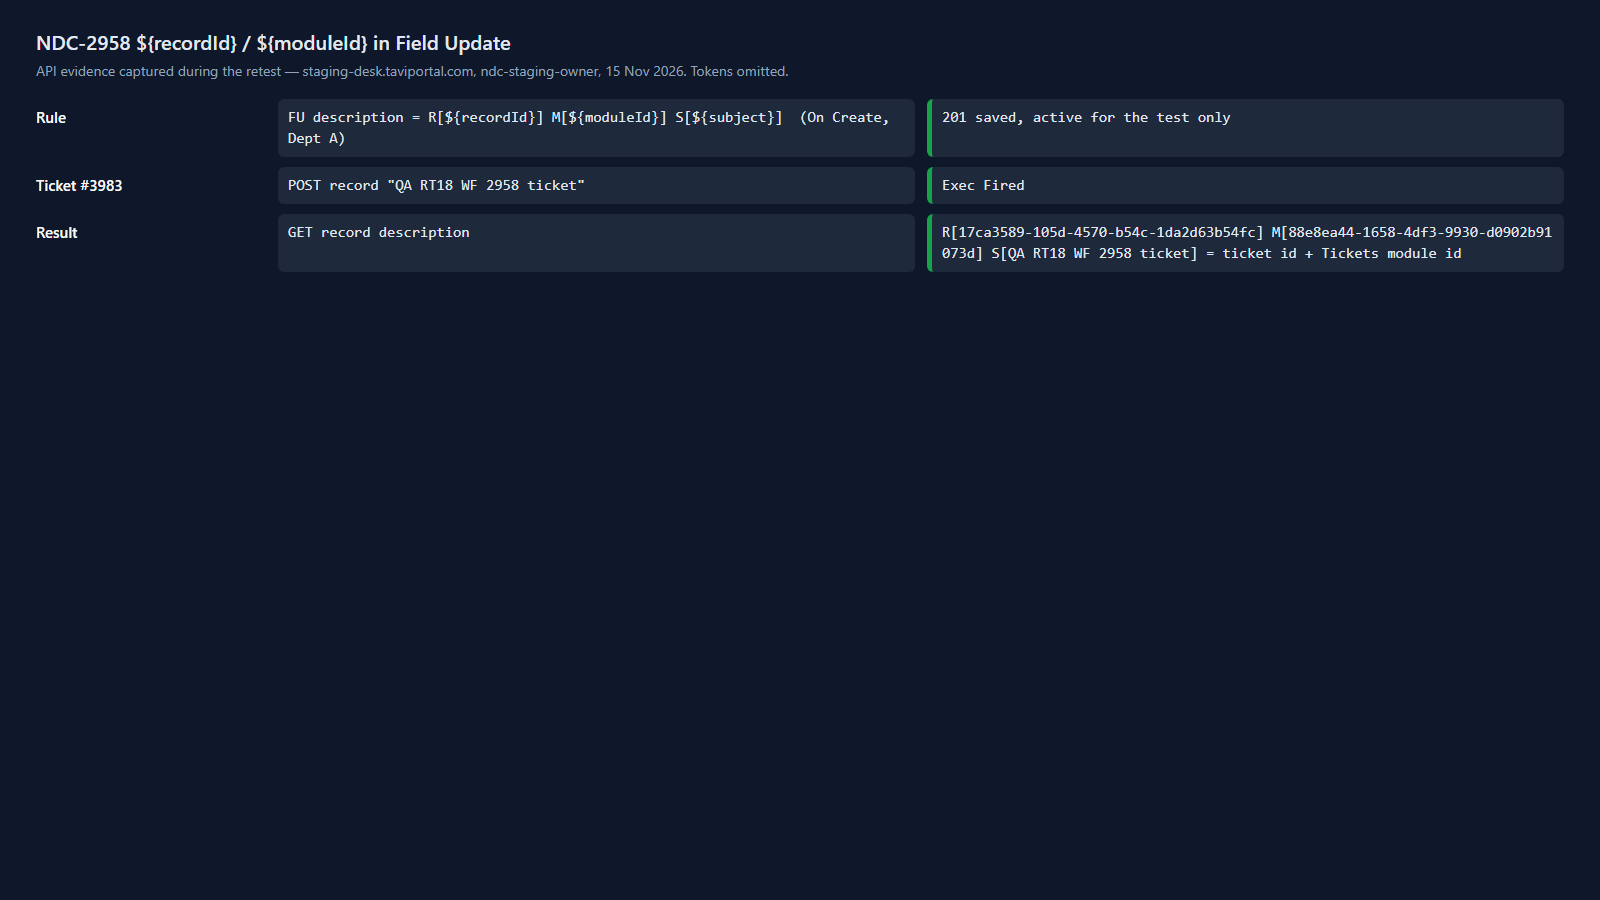 NDC-2958 ${recordId} / ${moduleId} in Field Update
API evidence captured during the retest — staging-desk.taviportal.com, ndc-staging-owner, 15 Nov 2026. Tokens omitted.
Rule
FU description = R[${recordId}] M[${moduleId}] S[${subject}]  (On Create,
Dept A)
201 saved, active for the test only
Ticket #3983
POST record "QA RT18 WF 2958 ticket"
Exec Fired
Result
GET record description
R[17ca3589-105d-4570-b54c-1da2d63b54fc] M[88e8ea44-1658-4df3-9930-d0902b91
073d] S[QA RT18 WF 2958 ticket] = ticket id + Tickets module id